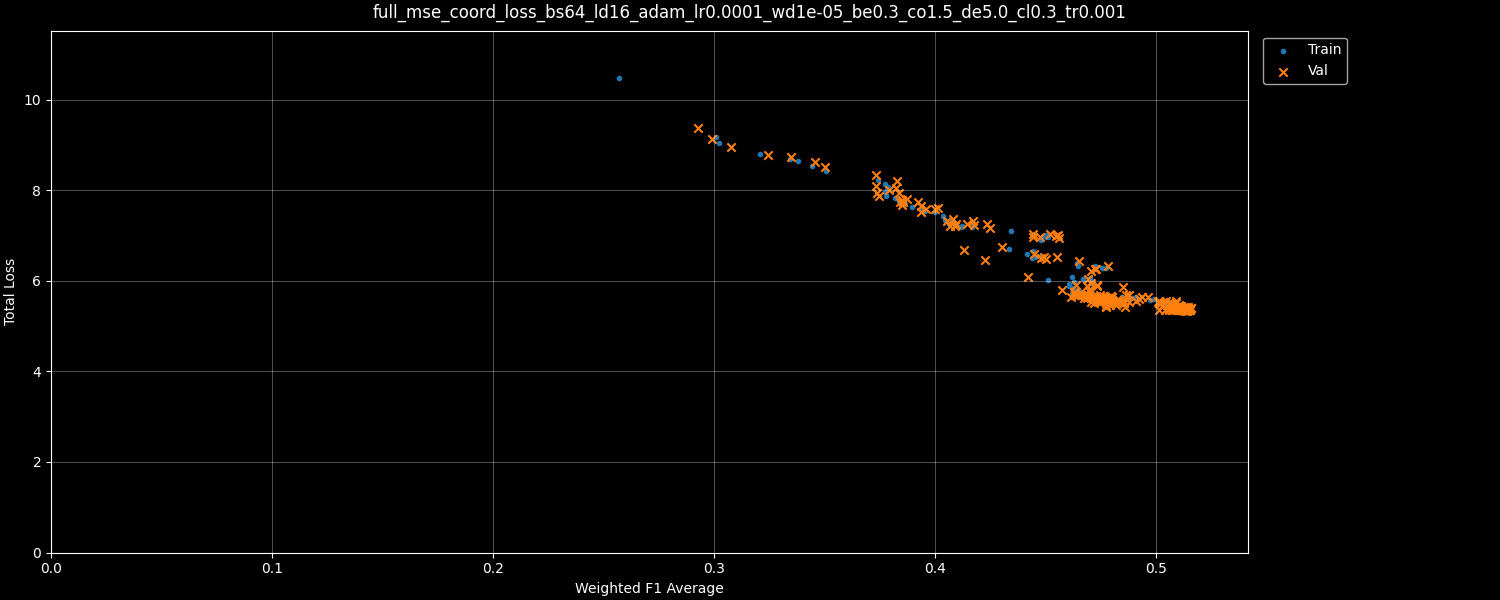 full_mse_coord_loss_bs64_ld16_adam_lr0.0001_wd1e-05_be0.3_co1.5_de5.0_cl0.3_tr0.001
Train
Val
Total Loss
10
8
6
4
2
0
0.0 0.1 0.2 0.3 0.4 0.5
Weighted F1 Average